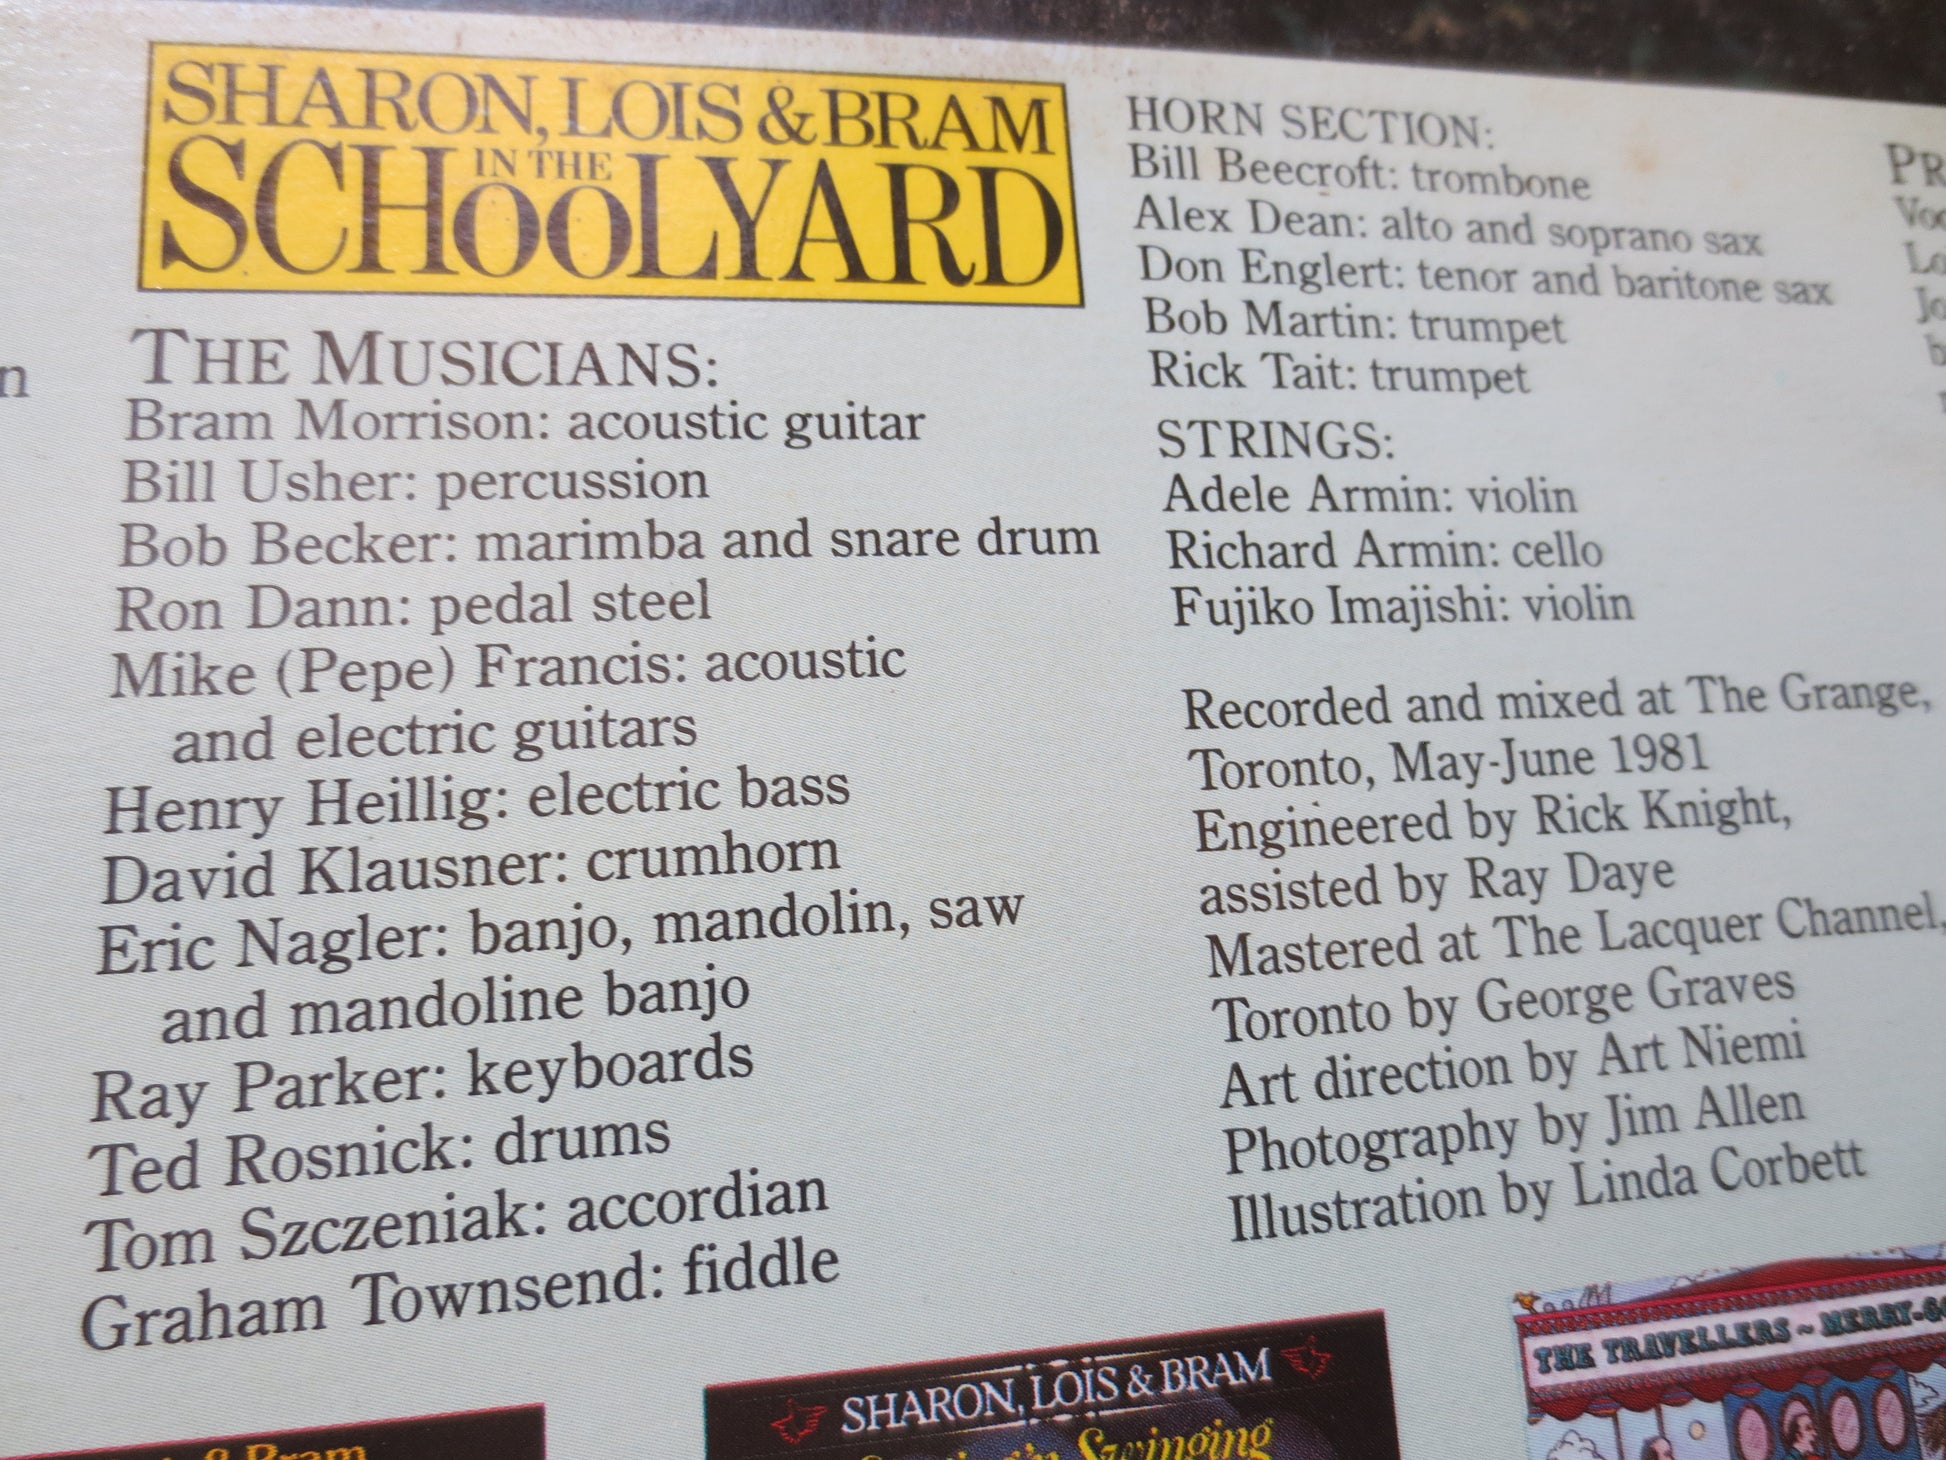 SHARON, LOIS & BRAM
IN THE
SCHOOLYARD
THE MUSICIANS:
Bram Morrison: acoustic guitar
Bill Usher: percussion
Bob Becker: marimba and snare drum
Ron Dann: pedal steel
Mike (Pepe) Francis: acoustic
and electric guitars
Henry Heillig: electric bass
David Klausner: crumhorn
Eric Nagler: banjo, mandolin, saw
and mandoline banjo
Ray Parker: keyboards
Ted Rosnick: drums
Tom Szczeniak: accordian
Graham Townsend: fiddle
HORN SECTION:
Bill Beecroft: trombone
Alex Dean: alto and soprano sax
Don Englert: tenor and baritone sax
Bob Martin: trumpet
Rick Tait: trumpet
STRINGS:
Adele Armin: violin
Richard Armin: cello
Fujiko Imajishi: violin
Recorded and mixed at The Grange,
Toronto, May-June 1981
Engineered by Rick Knight,
assisted by Ray Daye
Mastered at The Lacquer Channel,
Toronto by George Graves
Art direction by Art Niemi
Photography by Jim Allen
Illustration by Linda Corbett
& Bram
SHARON, LOIS & BRAM
Swinging
THE TRAVELLERS ~ MERRY-GO